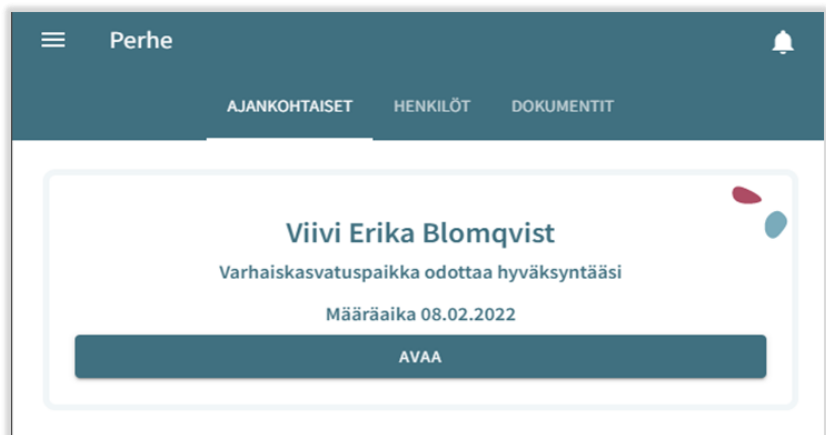 Perhe
AJANKOHTAISET HENKILÖT DOKUMENTIT
Viivi Erika Blomqvist
Varhaiskasvatuspaikka odottaa hyväksyntääsi
Määräaika 08.02.2022
AVAA